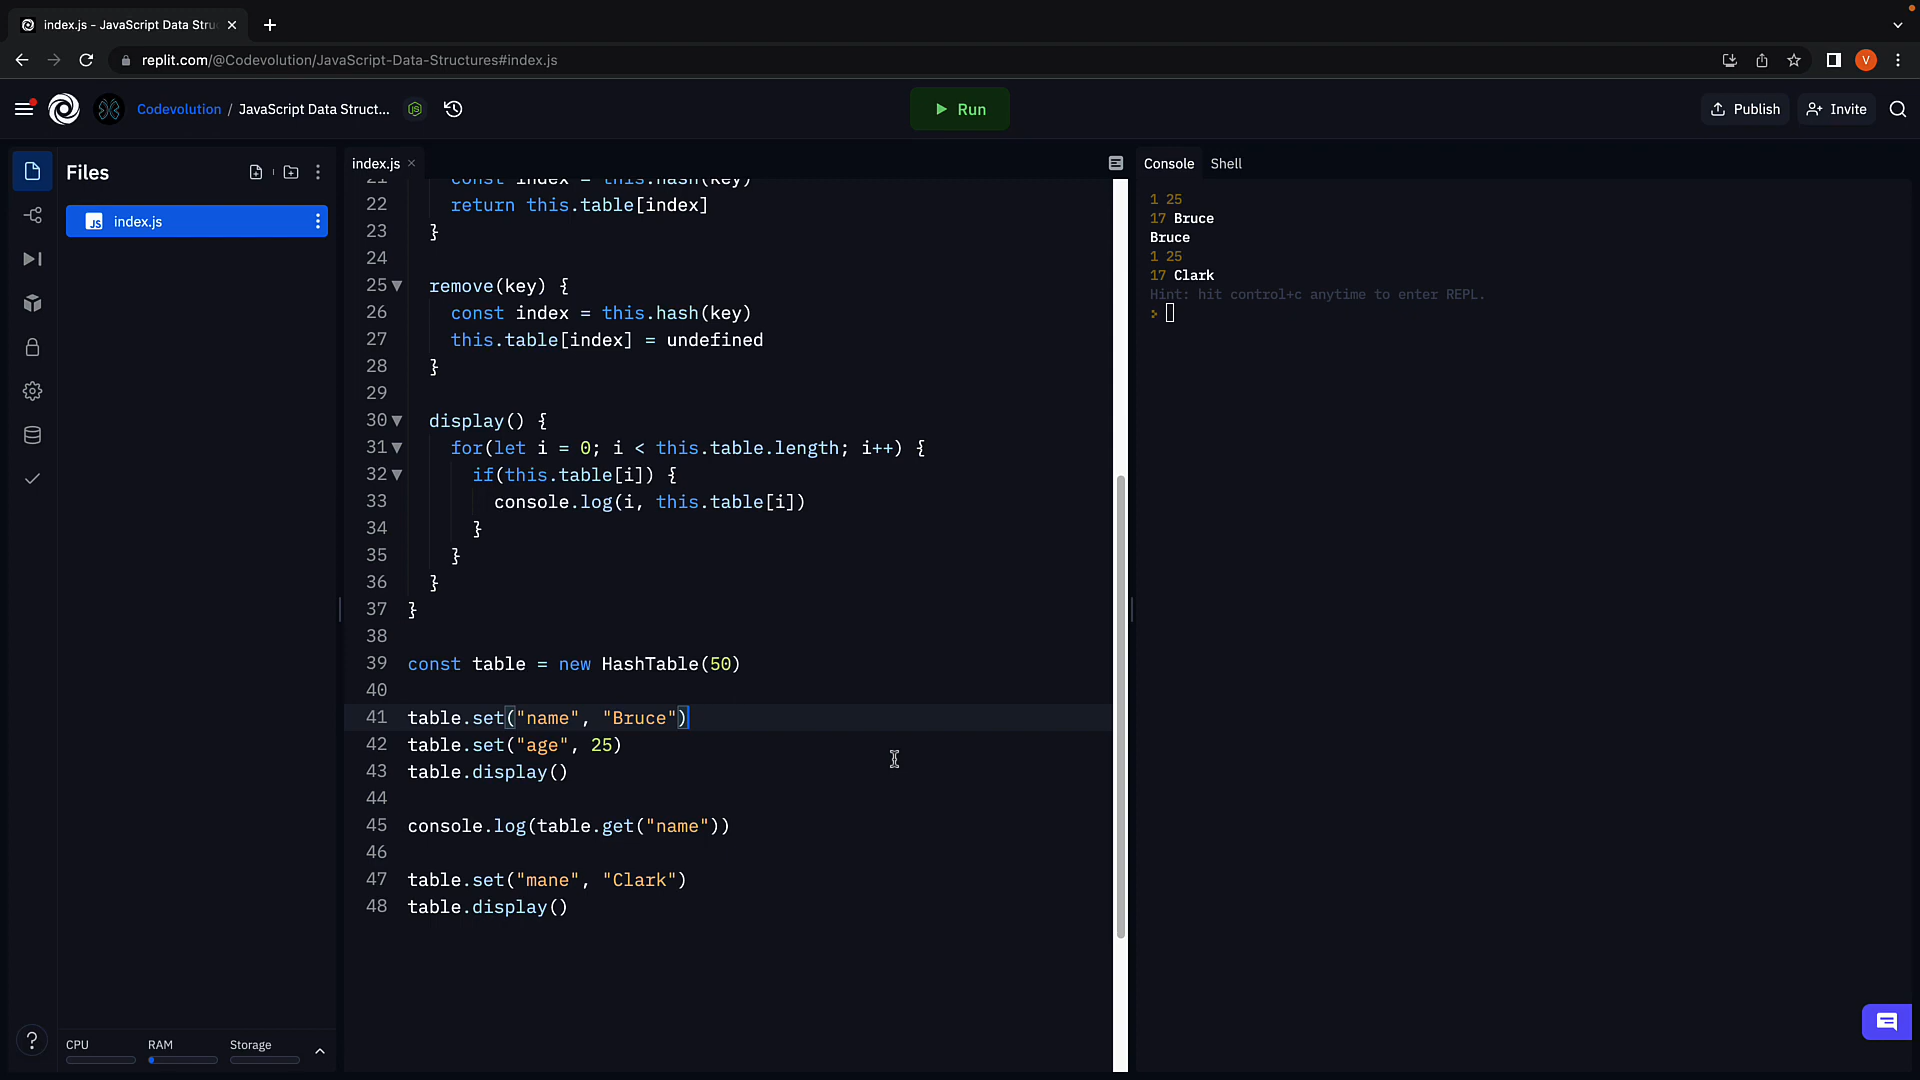 index.js - JavaScript Data Stru
replit.com/@Codevolution/JavaScript-Data-Structures#index.js
V
Codevolution / JavaScript Data Struct...
Run
Publish
Invite
Files
index.js
JS
index.js
CPU
RAM
Storage
?
21 const index = this.hash(key)
22 return this.table[index]
23 }
24
25 remove(key) {
26 const index = this.hash(key)
27 this.table[index] = undefined
28 }
29
30 display() {
31 for(let i = 0; i < this.table.length; i++) {
32 if(this.table[i]) {
33 console.log(i, this.table[i])
34 }
35 }
36 }
37 }
38
39 const table = new HashTable(50)
40
41 table.set("name", "Bruce")
42 table.set("age", 25)
43 table.display()
44
45 console.log(table.get("name"))
46
47 table.set("mane", "Clark")
48 table.display()
Console
Shell
1 25
17 Bruce
Bruce
1 25
17 Clark
Hint: hit control+c anytime to enter REPL.